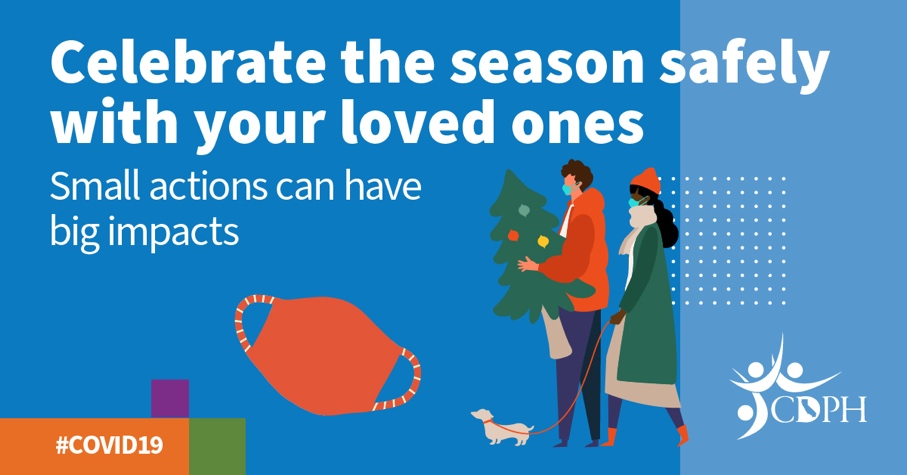 Celebrate the season safely
with your loved ones
Small actions can have
big impacts
#COVID19
CDPH